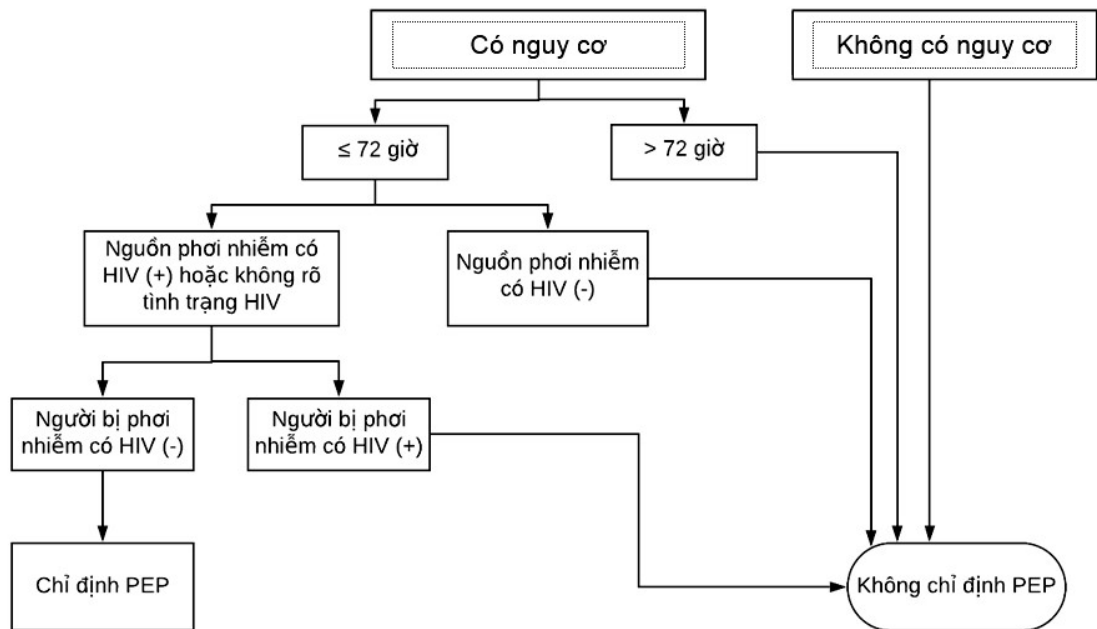 Có nguy cơ
Không có nguy cơ
≤ 72 giờ
> 72 giờ
Nguồn phơi nhiễm có
HIV (+) hoặc không rõ
tình trạng HIV
Nguồn phơi nhiễm
có HIV (-)
Người bị phơi
nhiễm có HIV (-)
Người bị phơi
nhiễm có HIV (+)
Chỉ định PEP
Không chỉ định PEP